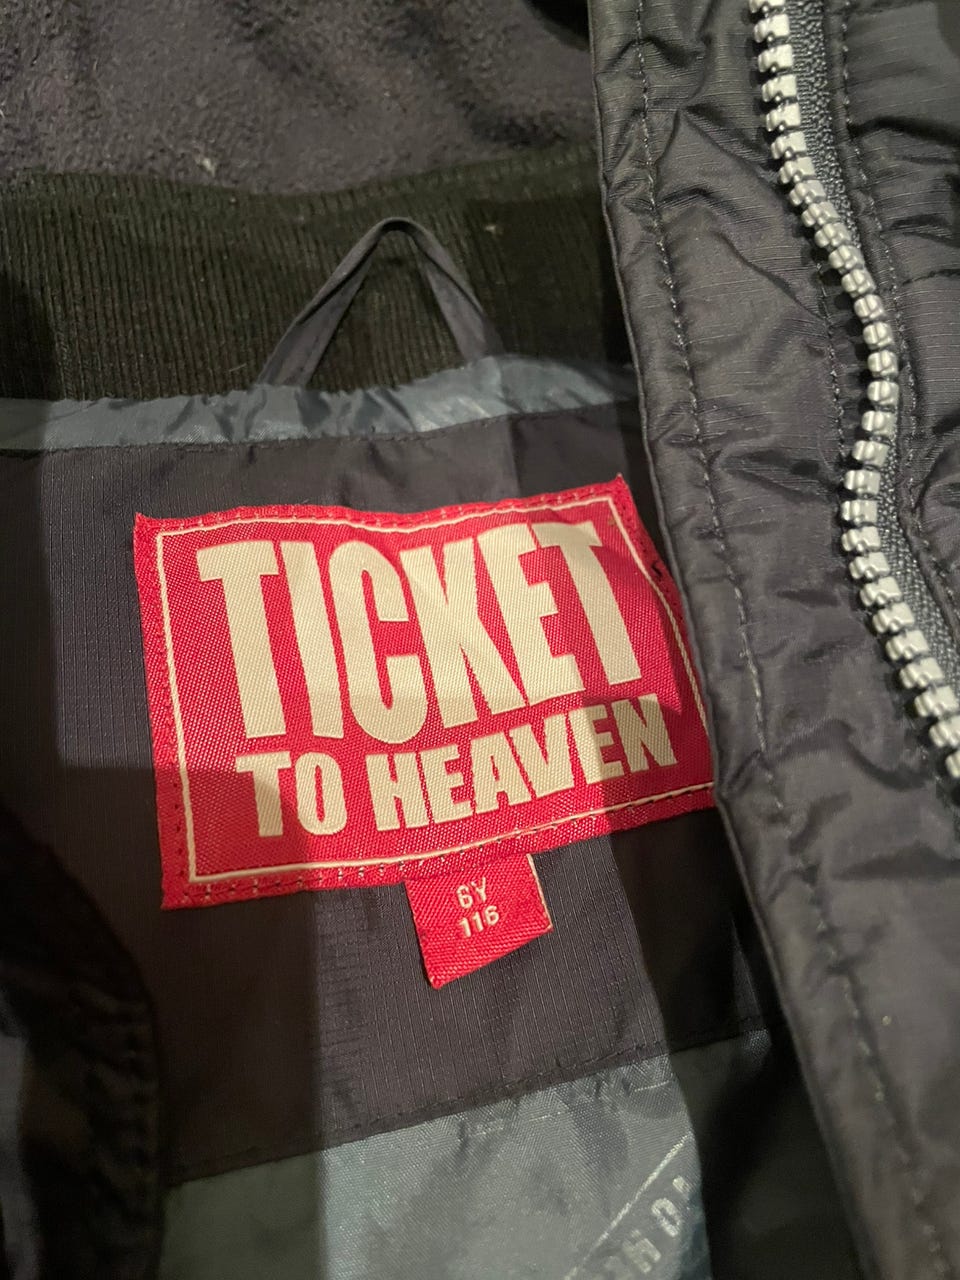 TICKET
TO HEAVEN
6Y
116